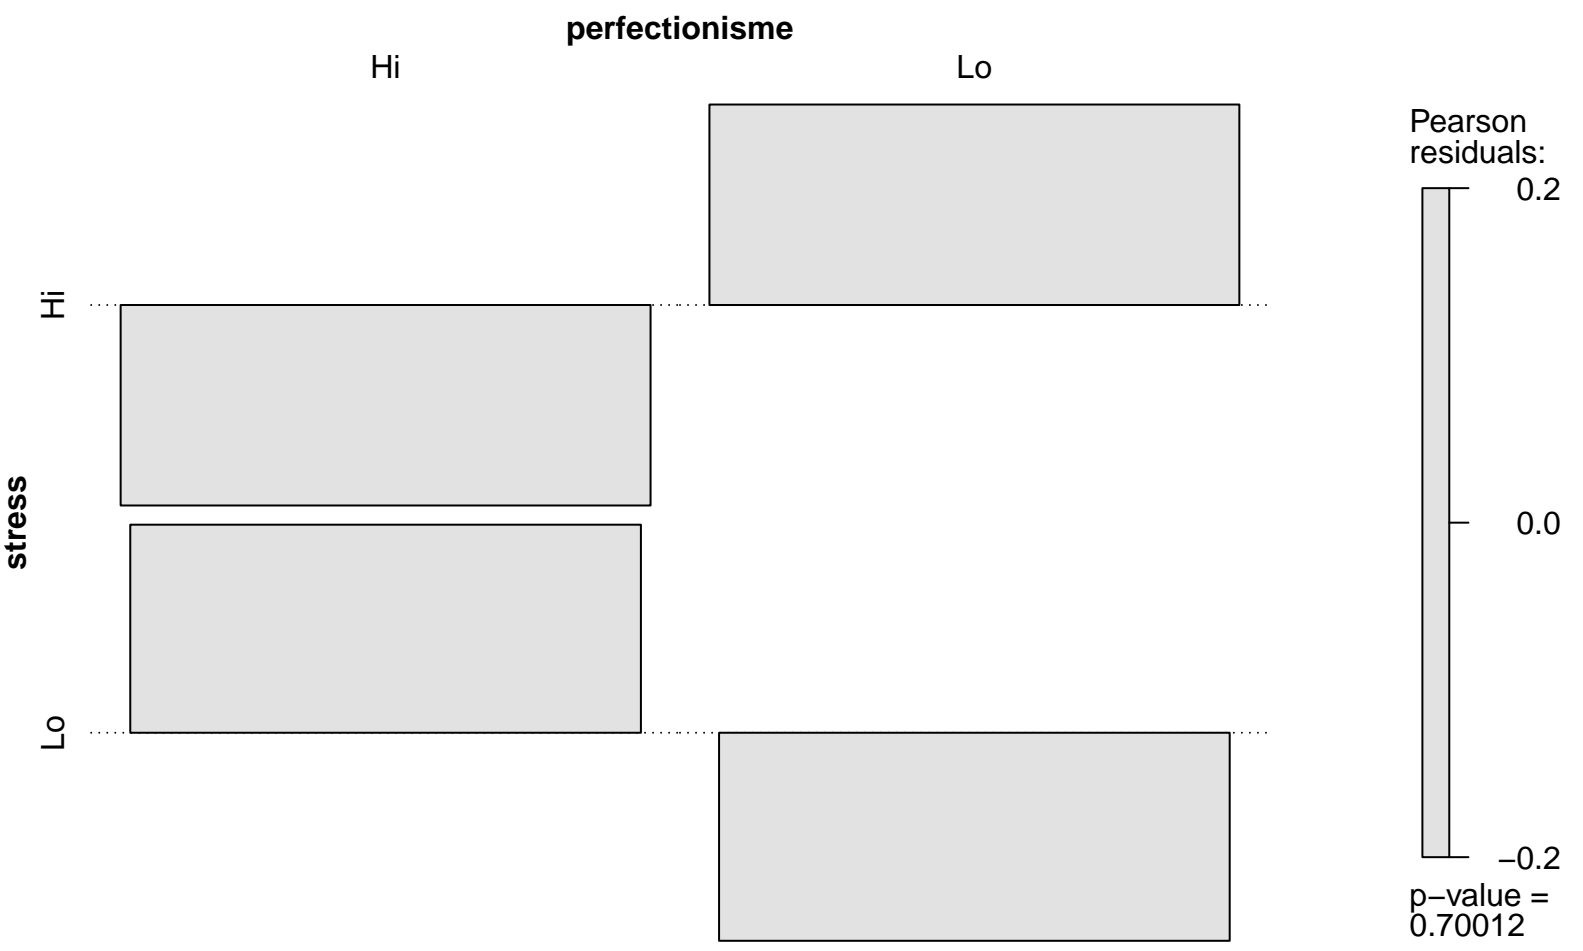 perfectionisme
Hi
Lo
stress
Hi
Lo
Pearson
residuals:
0.2
0.0
−0.2
p−value =
0.70012